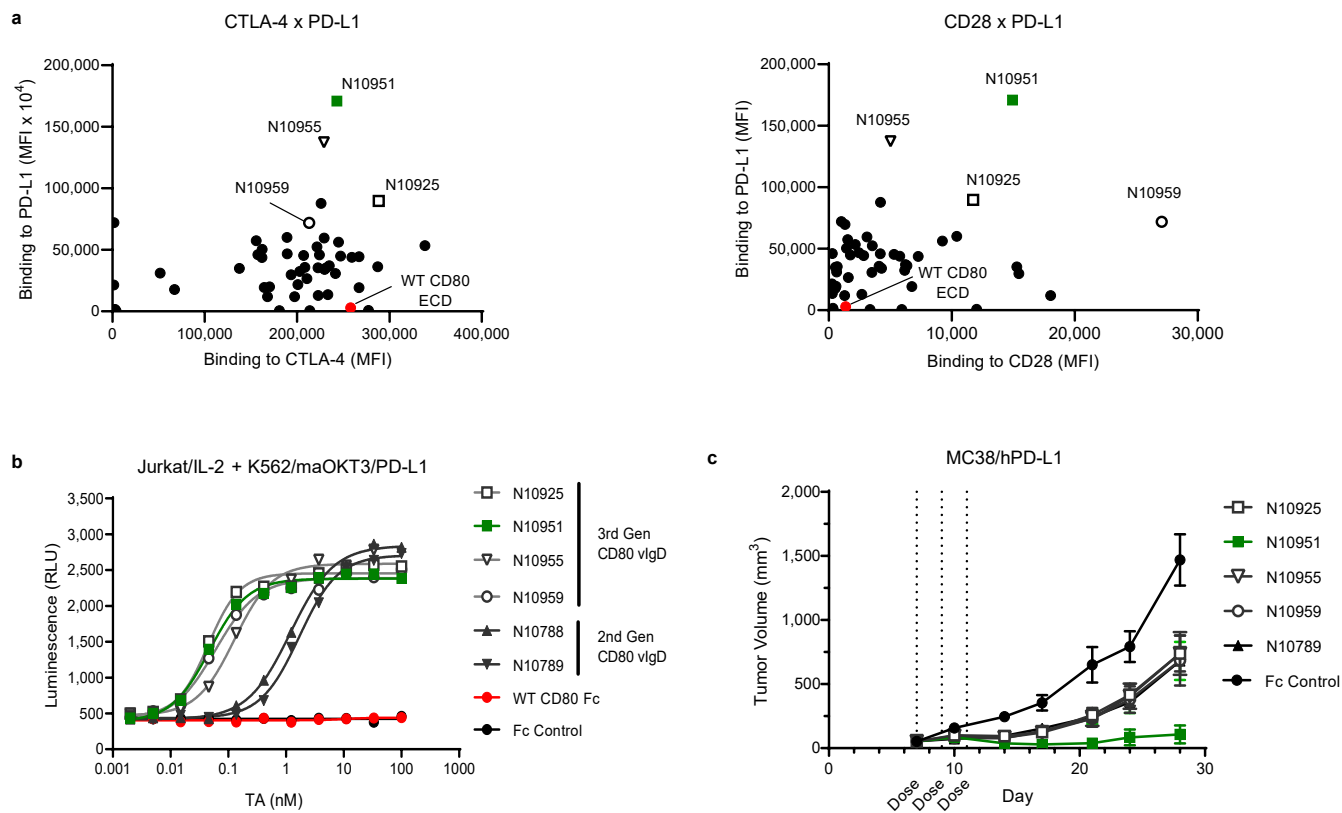 a
CTLA-4 x PD-L1
Binding to PD-L1 (MFI x 10⁴)
200,000
150,000
100,000
50,000
0
0
100,000
200,000
300,000
400,000
Binding to CTLA-4 (MFI)
N10951
N10955
N10959
N10925
WT CD80
ECD
CD28 x PD-L1
Binding to PD-L1 (MFI)
200,000
150,000
100,000
50,000
0
0
10,000
20,000
30,000
Binding to CD28 (MFI)
N10951
N10955
N10925
N10959
WT CD80
ECD
b
Jurkat/IL-2 + K562/maOKT3/PD-L1
Luminescence (RLU)
3,500
3,000
2,500
2,000
1,500
1,000
500
0
0.001
0.01
0.1
1
10
100
1000
TA (nM)
N10925
N10951
N10955
N10959
N10788
N10789
WT CD80 Fc
Fc Control
3rd Gen
CD80 vIgD
2nd Gen
CD80 vIgD
c
MC38/hPD-L1
Tumor Volume (mm³)
2,000
1,500
1,000
500
0
0
10
20
30
Dose
Dose
Dose
Day
N10925
N10951
N10955
N10959
N10789
Fc Control